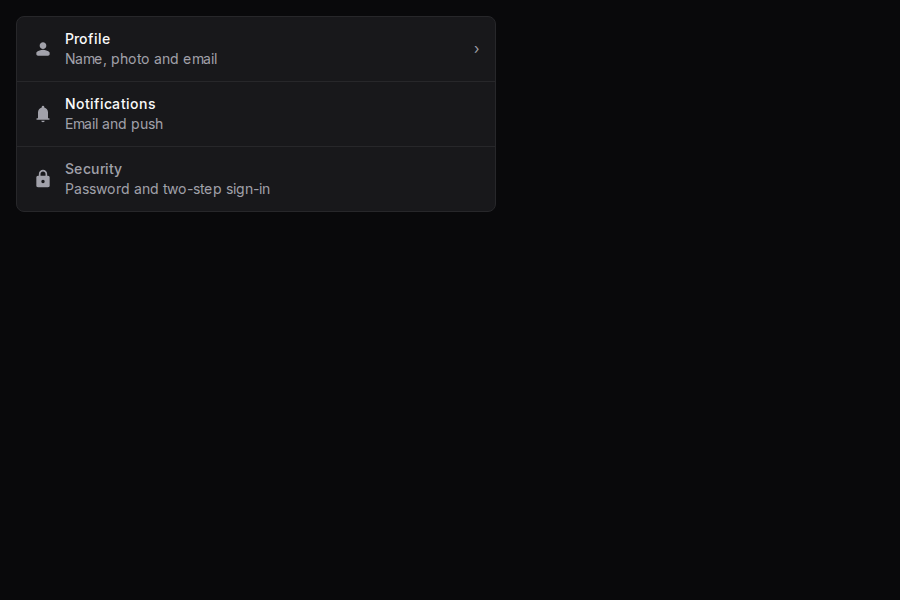 Profile
Name, photo and email
›
Notifications
Email and push
Security
Password and two-step sign-in